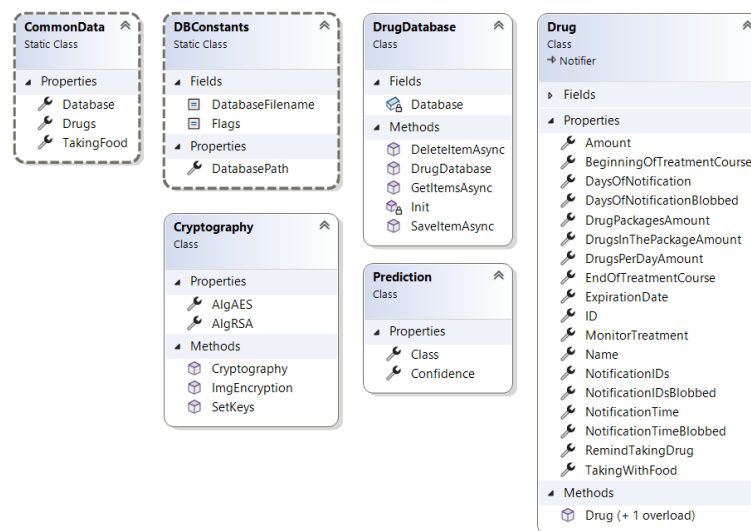 CommonData
Static Class
Properties
Database
Drugs
TakingFood
DBConstants
Static Class
Fields
DatabaseFilename
Flags
Properties
DatabasePath
DrugDatabase
Class
Fields
Database
Methods
DeleteItemAsync
DrugDatabase
GetItemsAsync
Init
SaveItemAsync
Drug
Class
Notifier
Fields
Properties
Amount
BeginningOfTreatmentCourse
DaysOfNotification
DaysOfNotificationBlobbed
DrugPackagesAmount
DrugsInThePackageAmount
DrugsPerDayAmount
EndOfTreatmentCourse
ExpirationDate
ID
MonitorTreatment
Name
NotificationIDs
NotificationIDsBlobbed
NotificationTime
NotificationTimeBlobbed
RemindTakingDrug
TakingWithFood
Methods
Drug (+ 1 overload)
Cryptography
Class
Properties
AlgAES
AlgRSA
Methods
Cryptography
ImgEncryption
SetKeys
Prediction
Class
Properties
Class
Confidence